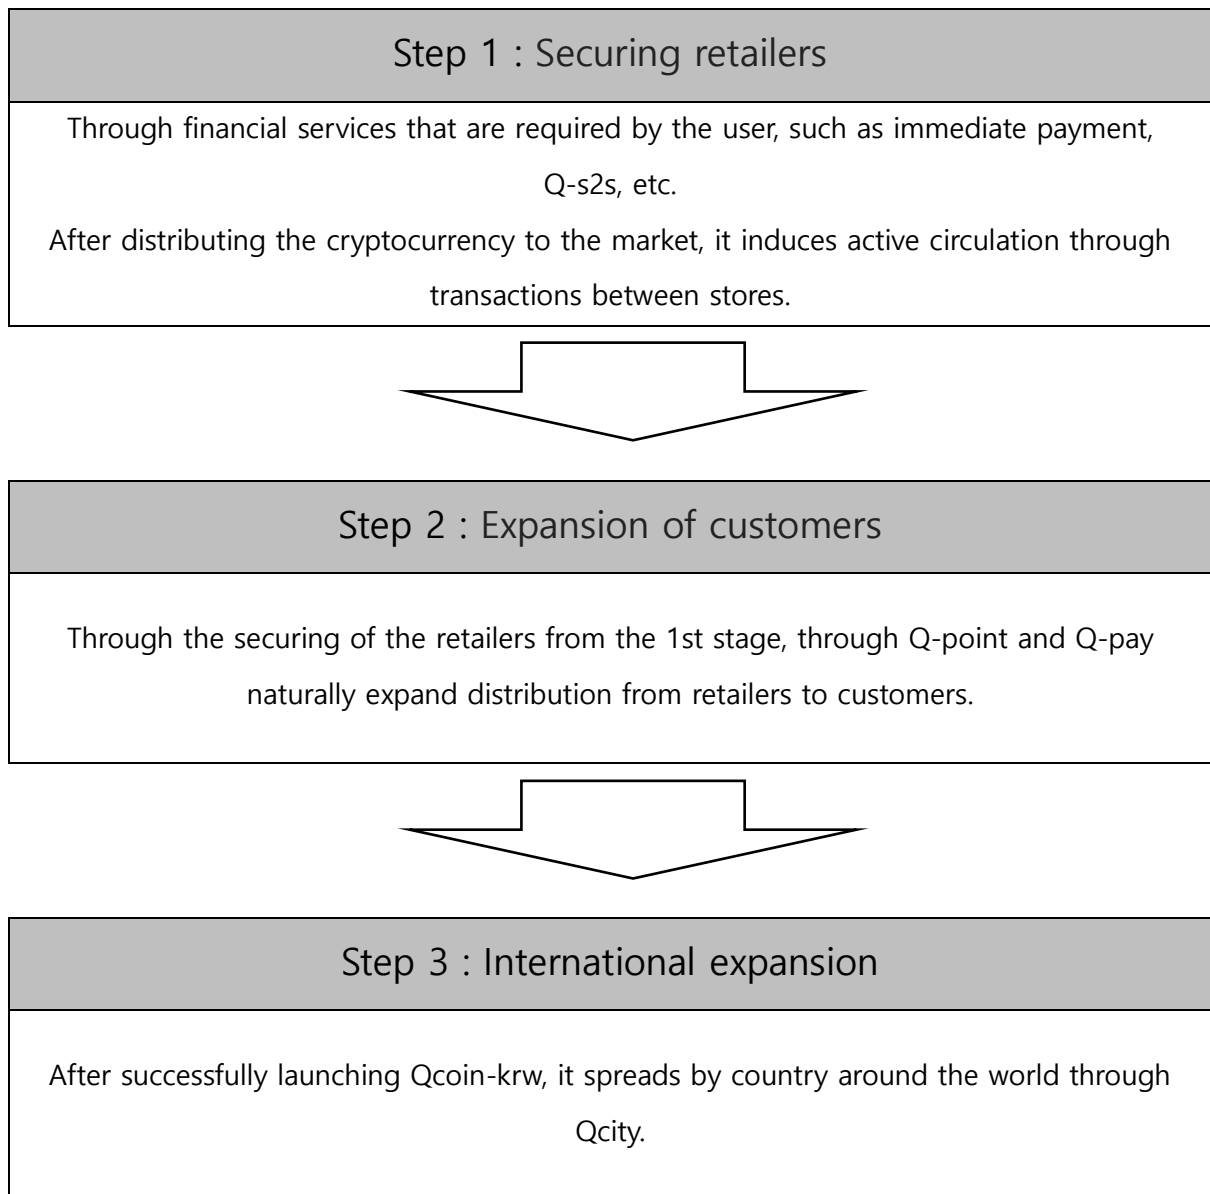 Step 1 : Securing retailers
Through financial services that are required by the user, such as immediate payment,
Q-s2s, etc.
After distributing the cryptocurrency to the market, it induces active circulation through
transactions between stores.
Step 2 : Expansion of customers
Through the securing of the retailers from the 1st stage, through Q-point and Q-pay
naturally expand distribution from retailers to customers.
Step 3 : International expansion
After successfully launching Qcoin-krw, it spreads by country around the world through
Qcity.